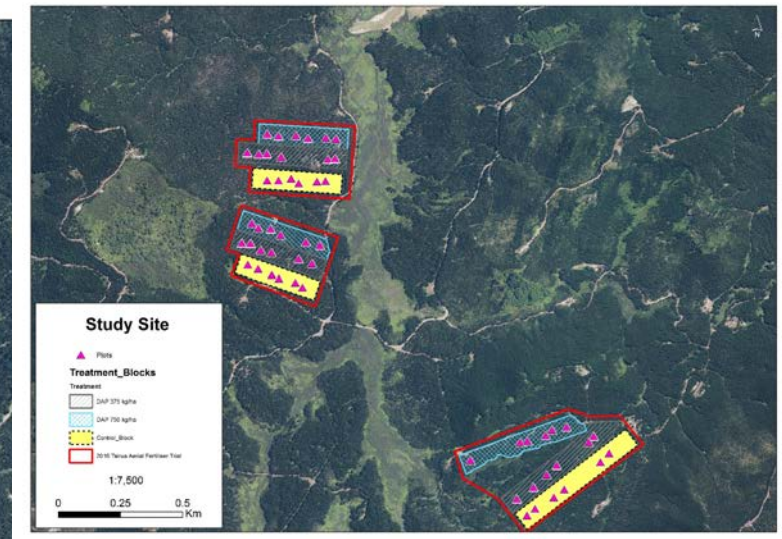 N
Study Site
Plots
Treatment_Blocks
Treatment
DAP 375 kg/ha
DAP 750 kg/ha
Control_Block
2016 Tairua Aerial Fertiliser Trial
1:7,500
0 0.25 0.5
Km